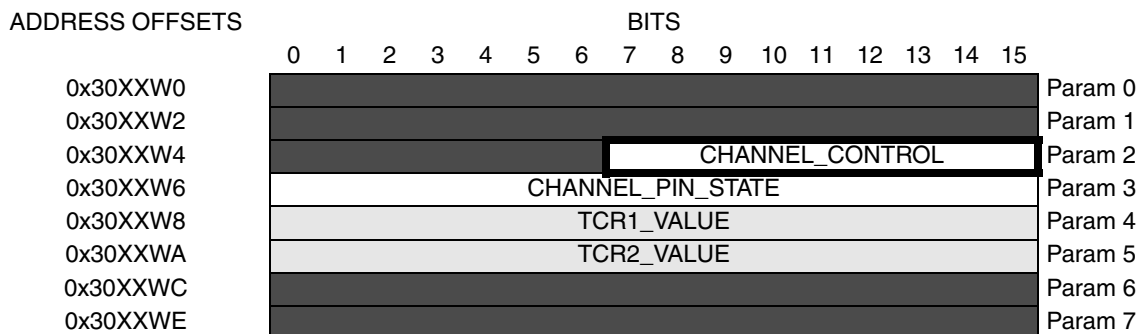 ADDRESS OFFSETS BITS
0 1 2 3 4 5 6 7 8 9 10 11 12 13 14 15
0x30XXW0 Param 0
0x30XXW2 Param 1
0x30XXW4 CHANNEL_CONTROL Param 2
0x30XXW6 CHANNEL_PIN_STATE Param 3
0x30XXW8 TCR1_VALUE Param 4
0x30XXWA TCR2_VALUE Param 5
0x30XXWC Param 6
0x30XXWE Param 7